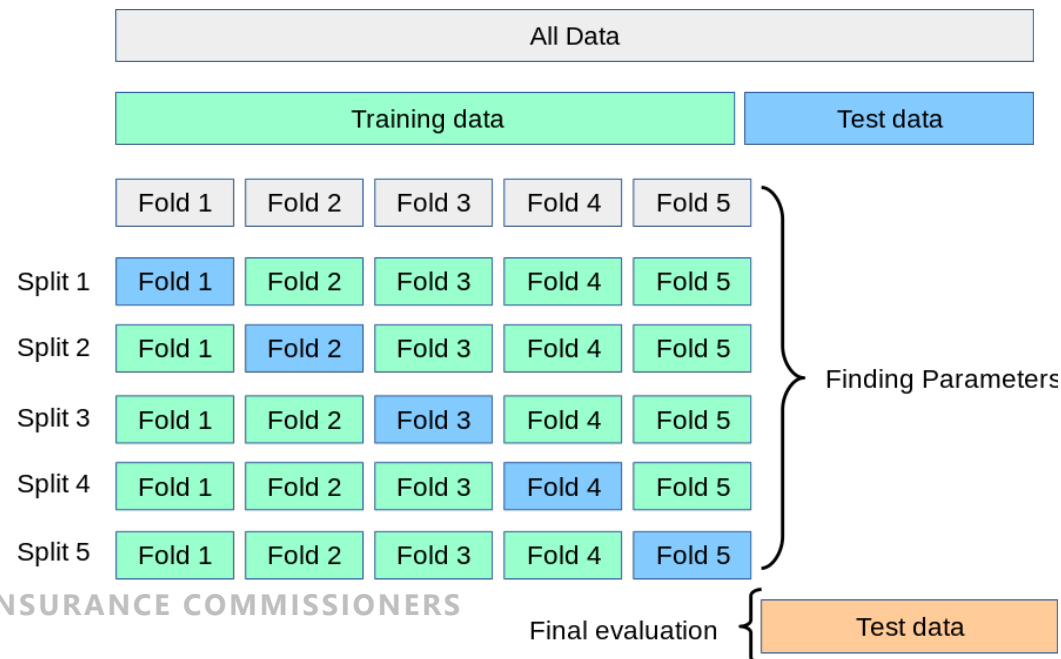 All Data
Training data Test data
Fold 1 Fold 2 Fold 3 Fold 4 Fold 5
Split 1 Fold 1 Fold 2 Fold 3 Fold 4 Fold 5
Split 2 Fold 1 Fold 2 Fold 3 Fold 4 Fold 5
Finding Parameters
Split 3 Fold 1 Fold 2 Fold 3 Fold 4 Fold 5
Split 4 Fold 1 Fold 2 Fold 3 Fold 4 Fold 5
Split 5 Fold 1 Fold 2 Fold 3 Fold 4 Fold 5
NSURANCE COMMISSIONERS
Final evaluation Test data